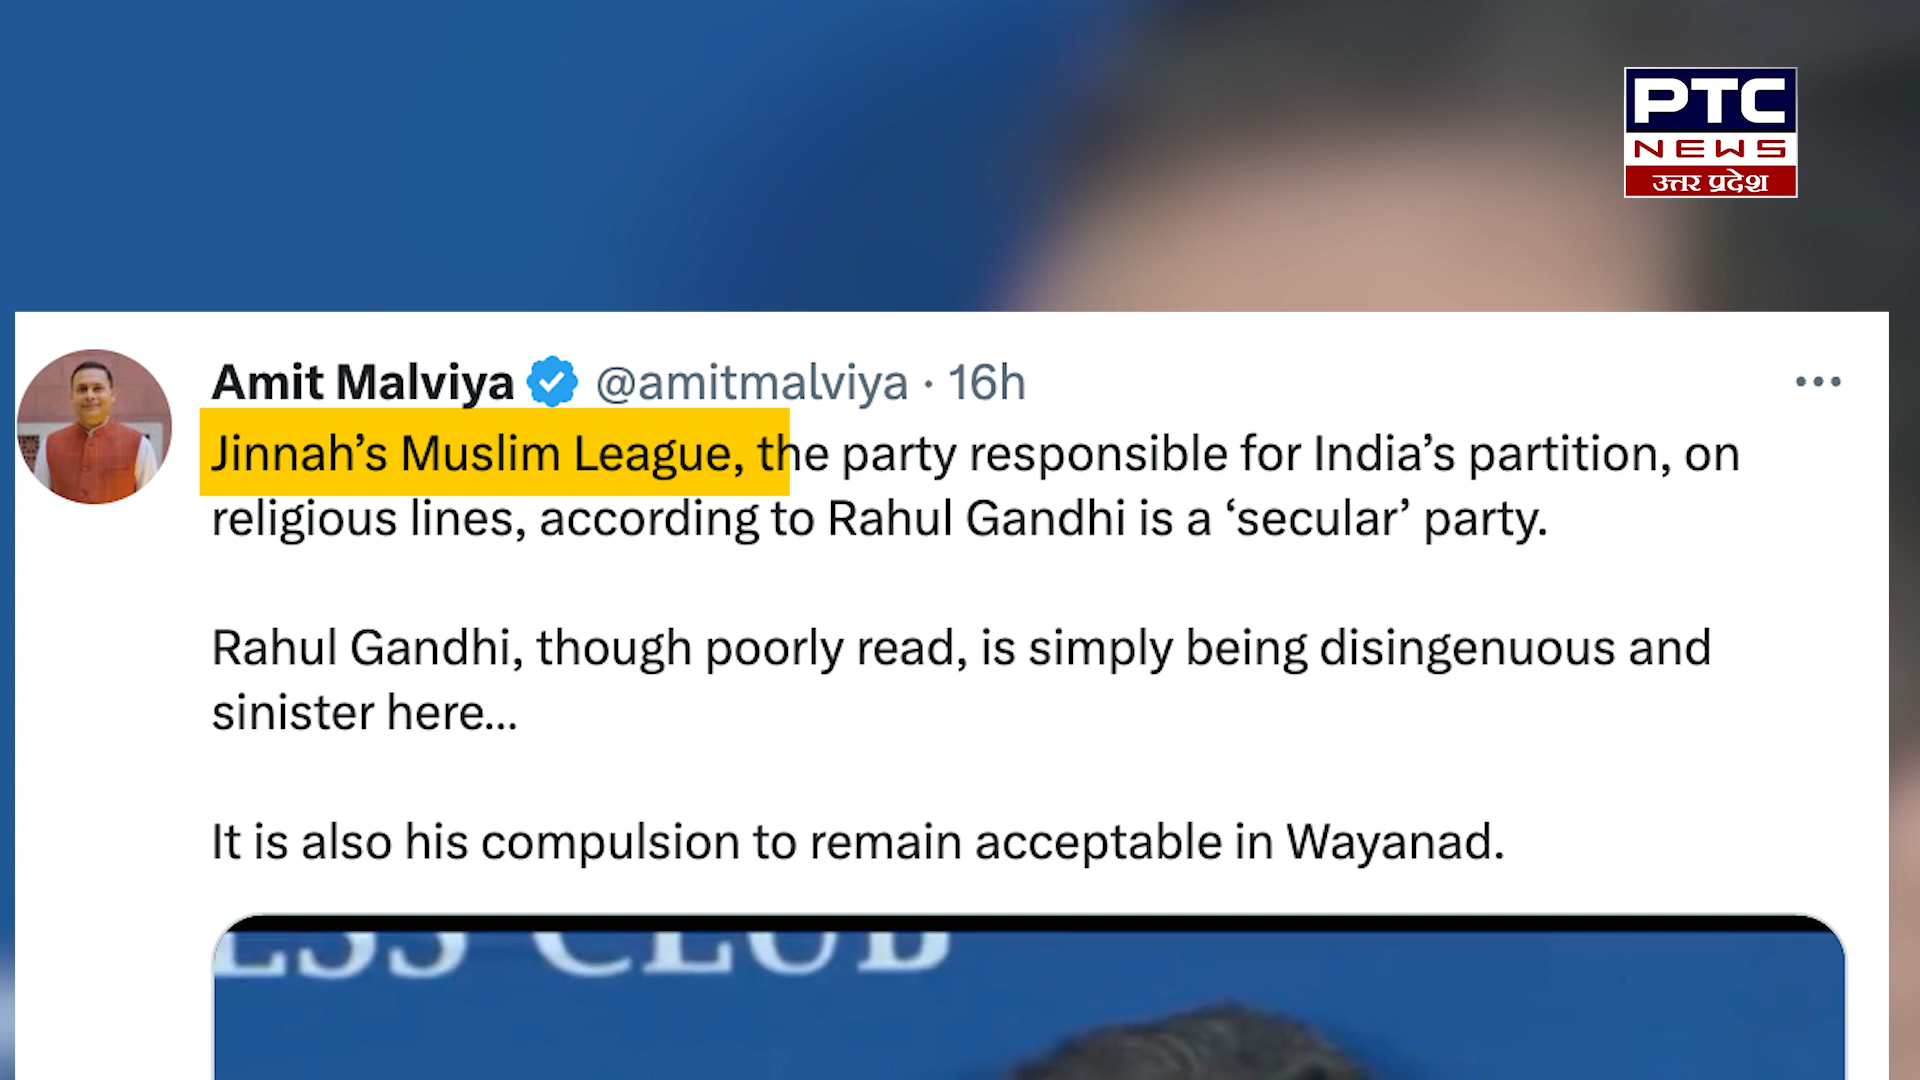 PTC
NEWS
उत्तर प्रदेश
Amit Malviya @amitmalviya · 16h
Jinnah’s Muslim League, the party responsible for India’s partition, on
religious lines, according to Rahul Gandhi is a ‘secular’ party.
Rahul Gandhi, though poorly read, is simply being disingenuous and
sinister here...
It is also his compulsion to remain acceptable in Wayanad.
ESS CLUB